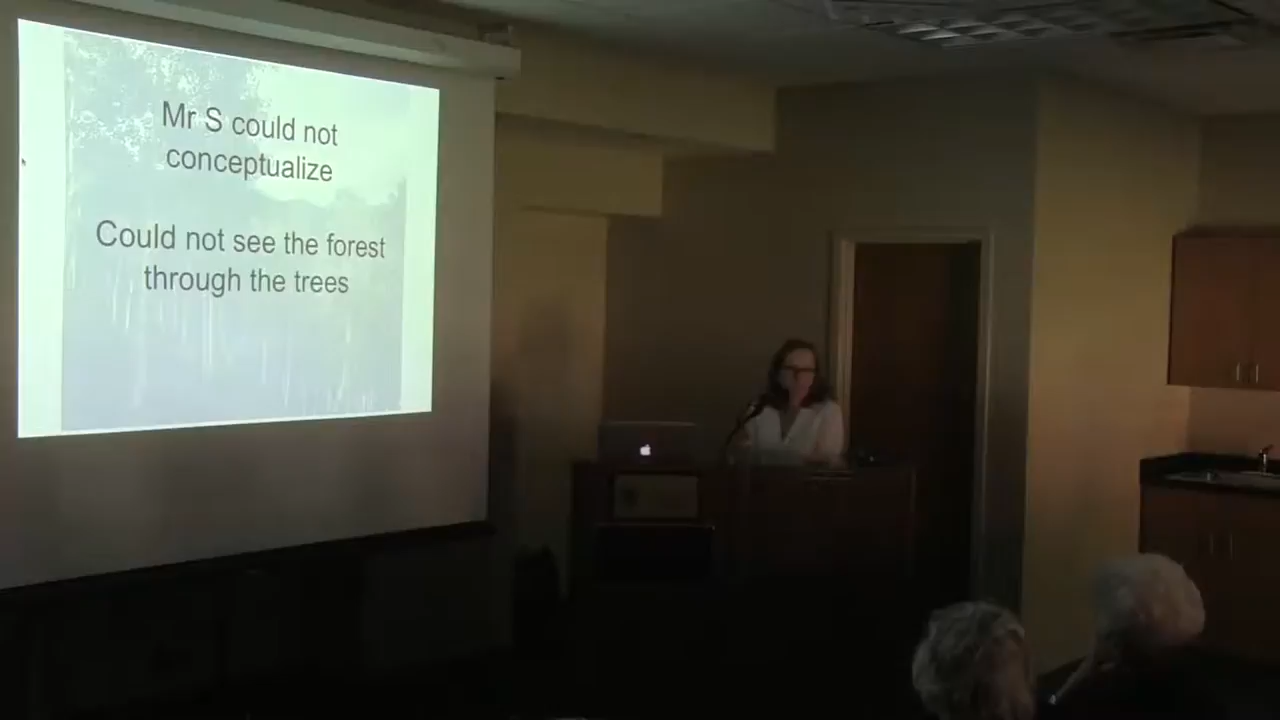 Mr S could not
conceptualize
Could not see the forest
through the trees